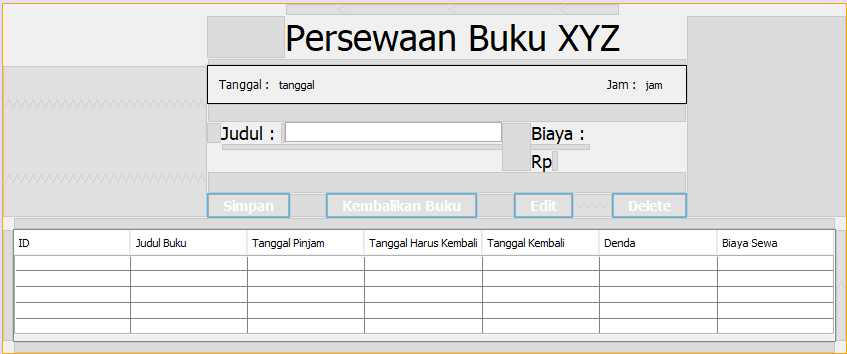 Persewaan Buku XYZ
Tanggal : tanggal Jam : jam
Judul : Biaya :
Rp
Simpan Kembalikan Buku Edit Delete
ID Judul Buku Tanggal Pinjam Tanggal Harus Kembali Tanggal Kembali Denda Biaya Sewa